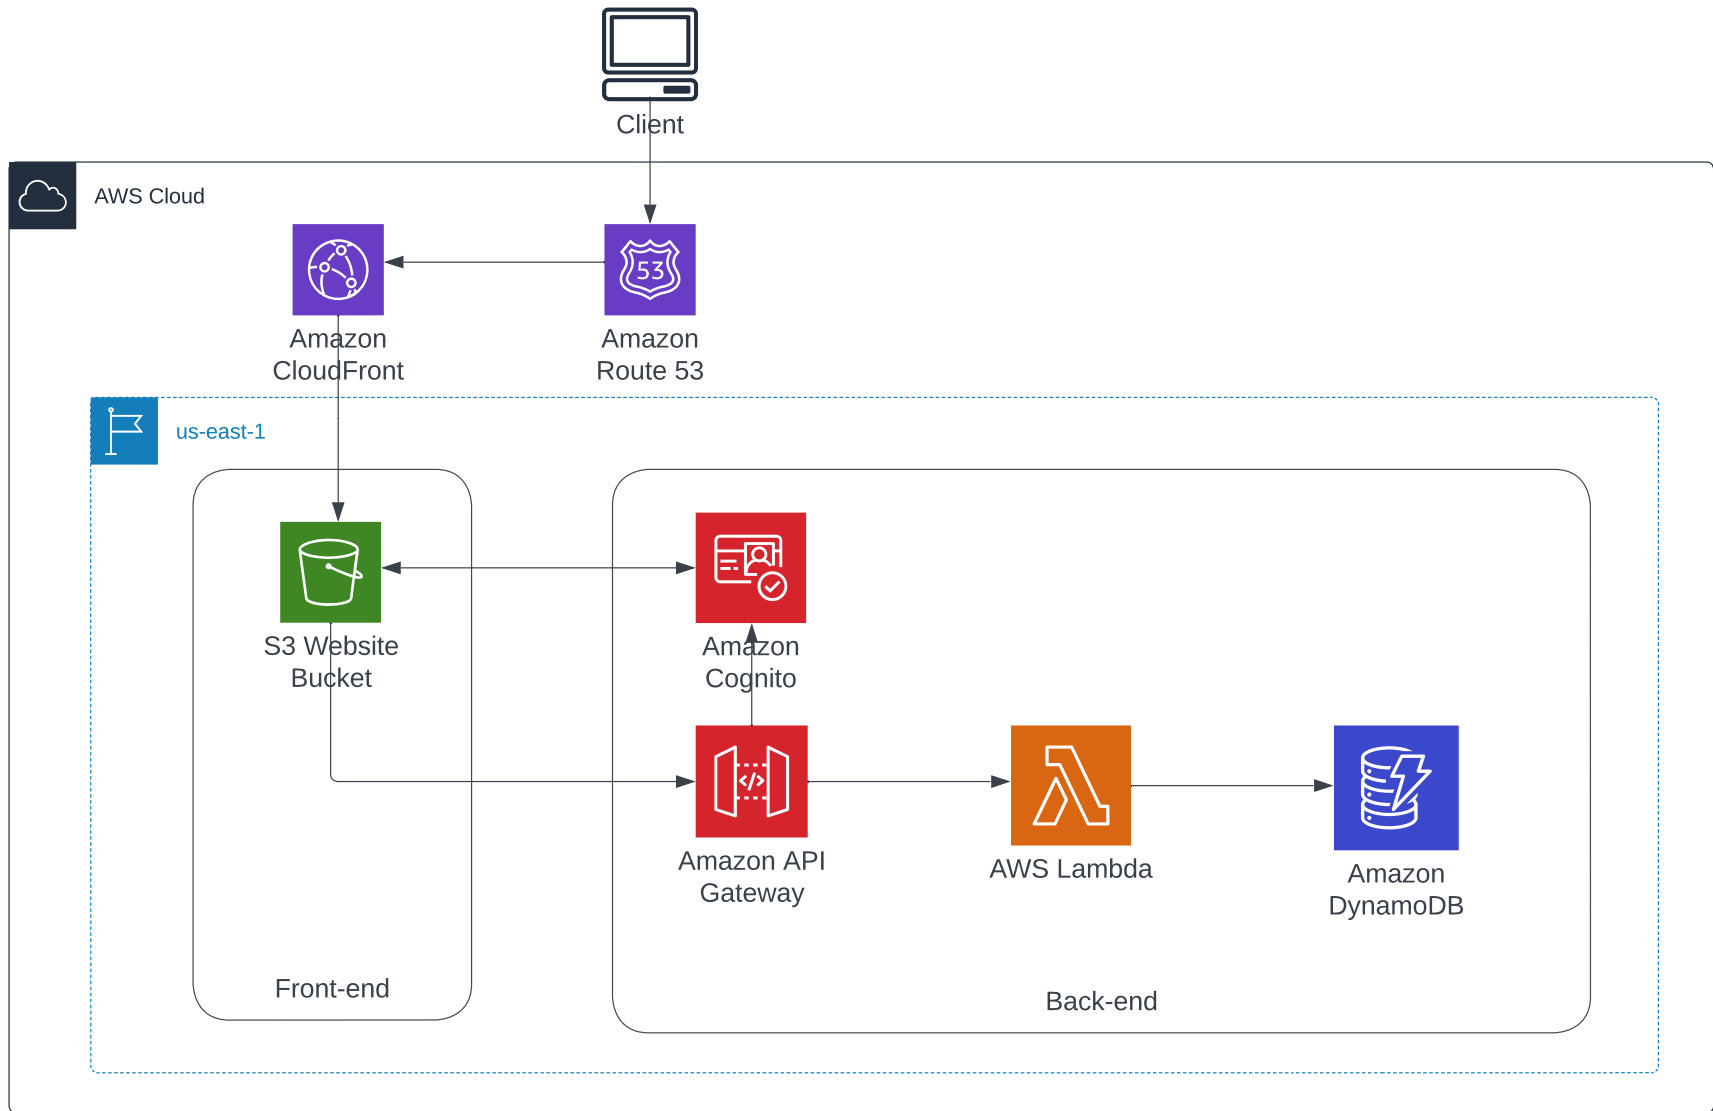 Client
AWS Cloud
53
Amazon
CloudFront
Amazon
Route 53
us-east-1
S3 Website
Bucket
Amazon
Cognito
Amazon API
Gateway
AWS Lambda
Amazon
DynamoDB
Front-end
Back-end